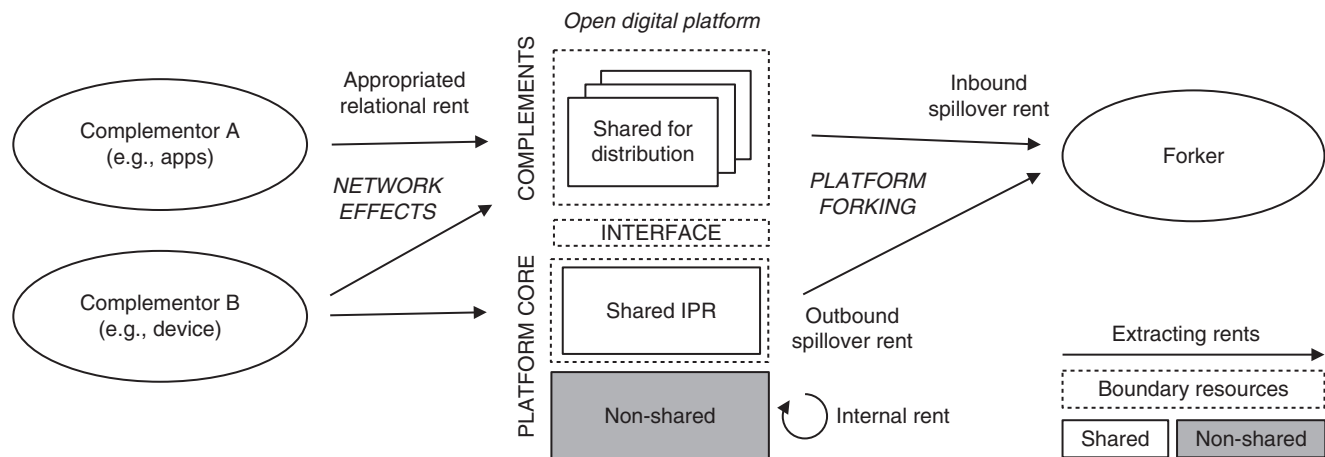 Open digital platform
COMPLEMENTS
Appropriated
relational rent
Complementor A
(e.g., apps)
NETWORK
EFFECTS
Shared for
distribution
Inbound
spillover rent
Forker
PLATFORM
FORKING
INTERFACE
Complementor B
(e.g., device)
PLATFORM CORE
Shared IPR
Outbound
spillover rent
Non-shared
Internal rent
Extracting rents
Boundary resources
Shared
Non-shared